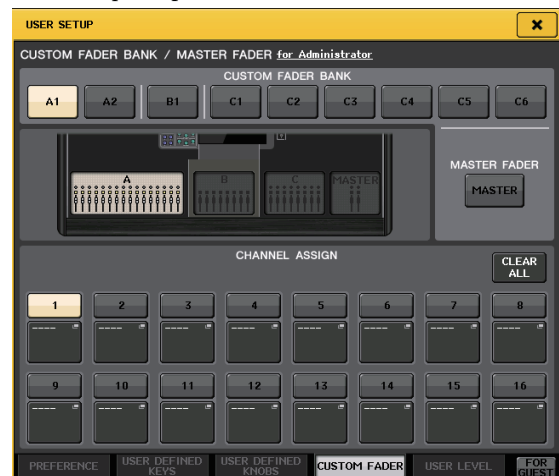 USER SETUP
CUSTOM FADER BANK / MASTER FADER for Administrator
CUSTOM FADER BANK
A1 A2 B1 C1 C2 C3 C4 C5 C6
A B C MASTER
MASTER FADER
MASTER
CHANNEL ASSIGN
CLEAR ALL
1 2 3 4 5 6 7 8
---- ---- ---- ---- ---- ---- ---- ----
9 10 11 12 13 14 15 16
---- ---- ---- ---- ---- ---- ---- ----
PREFERENCE USER DEFINED KEYS USER DEFINED KNOBS CUSTOM FADER USER LEVEL FOR GUEST